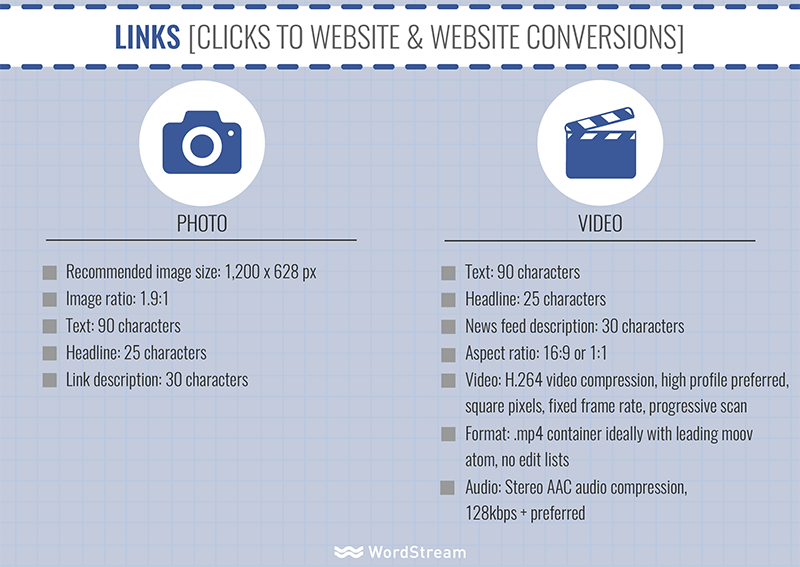 LINKS [CLICKS TO WEBSITE & WEBSITE CONVERSIONS]
PHOTO
Recommended image size: 1,200 x 628 px
Image ratio: 1.9:1
Text: 90 characters
Headline: 25 characters
Link description: 30 characters
VIDEO
Text: 90 characters
Headline: 25 characters
News feed description: 30 characters
Aspect ratio: 16:9 or 1:1
Video: H.264 video compression, high profile preferred,
square pixels, fixed frame rate, progressive scan
Format: .mp4 container ideally with leading moov
atom, no edit lists
Audio: Stereo AAC audio compression,
128kbps + preferred
WordStream